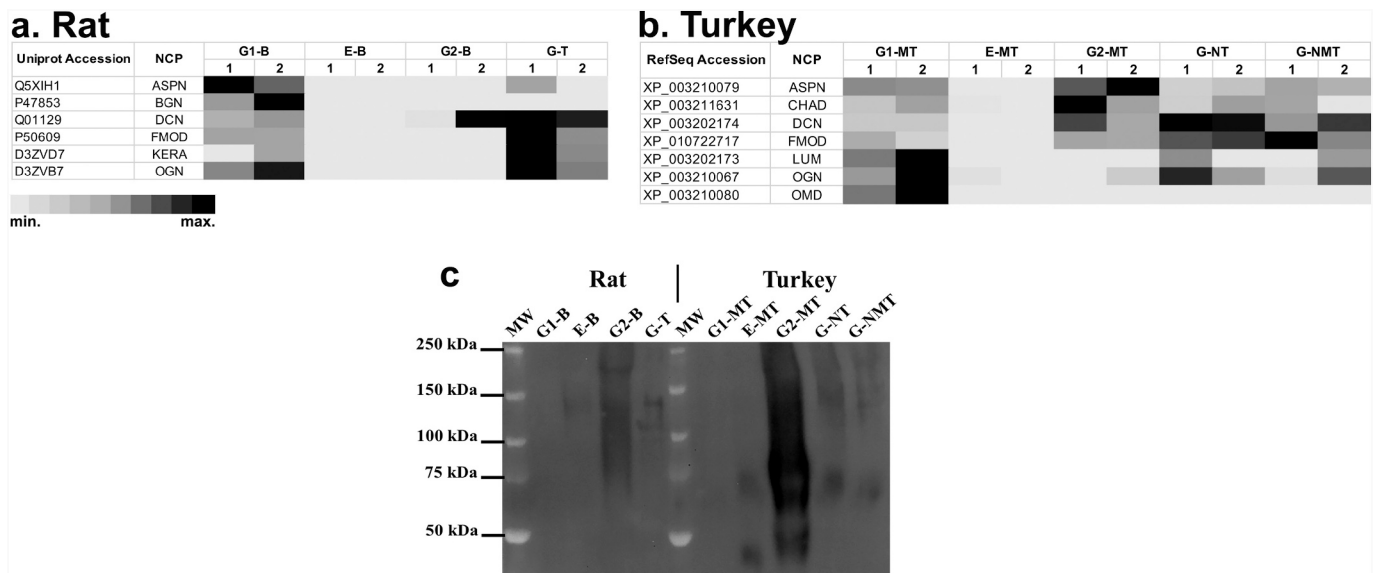 a. Rat
Uniprot Accession NCP G1-B E-B G2-B G-T
1 2 1 2 1 2 1 2
Q5XIH1 ASPN
P47853 BGN
Q01129 DCN
P50609 FMOD
D3ZVD7 KERA
D3ZVB7 OGN
min. max.
b. Turkey
RefSeq Accession NCP G1-MT E-MT G2-MT G-NT G-NMT
1 2 1 2 1 2 1 2 1 2
XP_003210079 ASPN
XP_003211631 CHAD
XP_003202174 DCN
XP_010722717 FMOD
XP_003202173 LUM
XP_003210067 OGN
XP_003210080 OMD
c
Rat Turkey
MW G1-B E-B G2-B G-T MW G1-MT E-MT G2-MT G-NT G-NMT
250 kDa
150 kDa
100 kDa
75 kDa
50 kDa